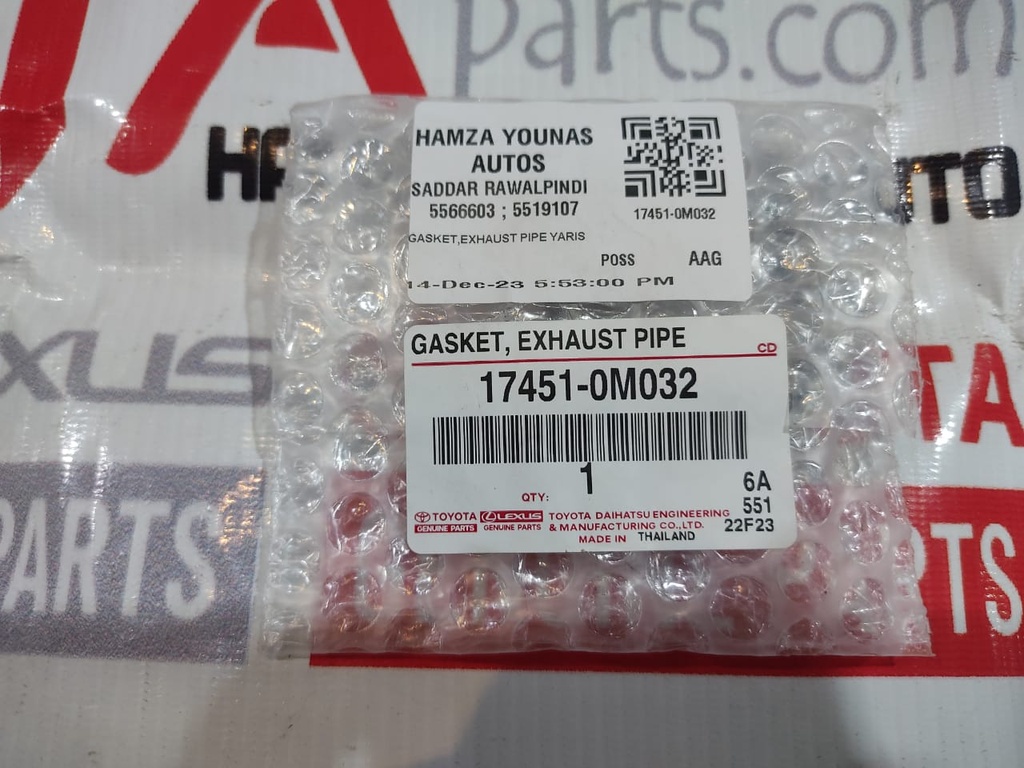 parts.com
HAMZA YOUNAS
AUTOS
SADDAR RAWALPINDI
5566603 ; 5519107
17451-0M032
GASKET,EXHAUST PIPE YARIS
POSS AAG
14-Dec-23 5:53:00 PM
GASKET, EXHAUST PIPE
CD
17451-0M032
1
QTY:
6A
551
22F23
TOYOTA
GENUINE PARTS
LEXUS
GENUINE PARTS
TOYOTA DAIHATSU ENGINEERING
& MANUFACTURING CO.,LTD.
MADE IN THAILAND
PARTS